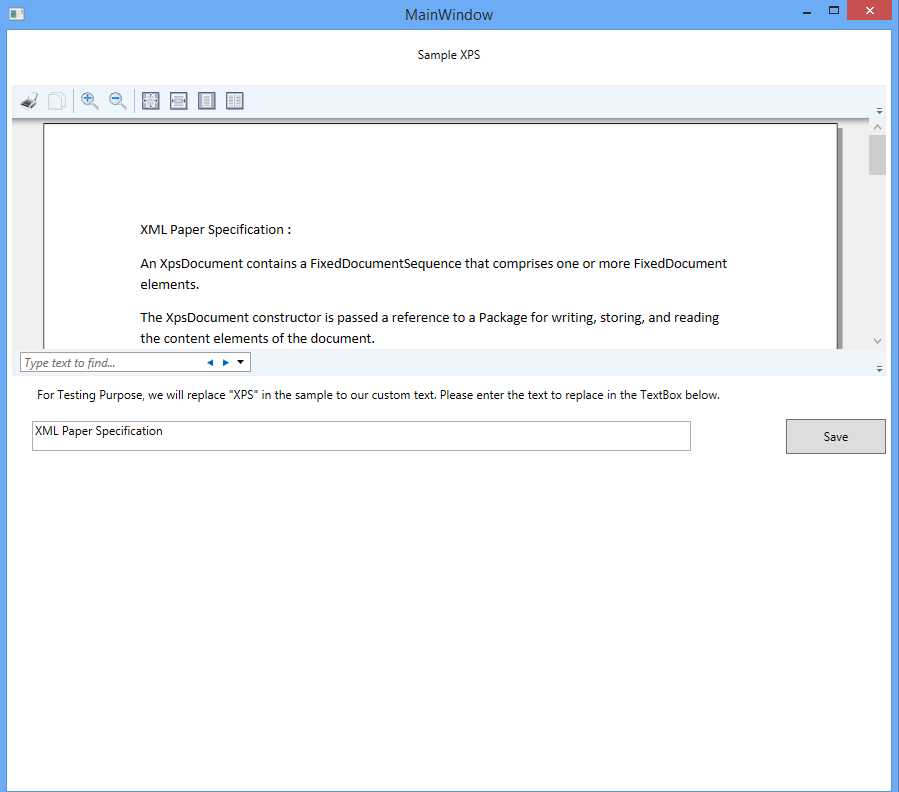 MainWindow
Sample XPS
XML Paper Specification :
An XpsDocument contains a FixedDocumentSequence that comprises one or more FixedDocument
elements.
The XpsDocument constructor is passed a reference to a Package for writing, storing, and reading
the content elements of the document.
Type text to find...
For Testing Purpose, we will replace "XPS" in the sample to our custom text. Please enter the text to replace in the TextBox below.
XML Paper Specification
Save